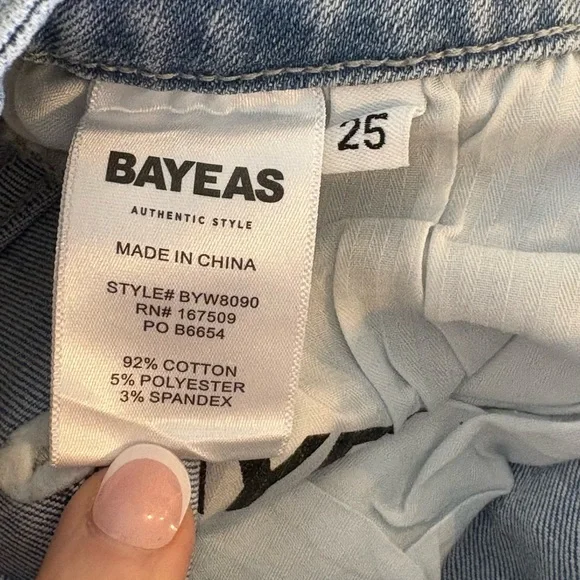 BAYEAS
AUTHENTIC STYLE
MADE IN CHINA
STYLE# BYW8090
RN# 167509
PO B6654
92% COTTON
5% POLYESTER
3% SPANDEX
25